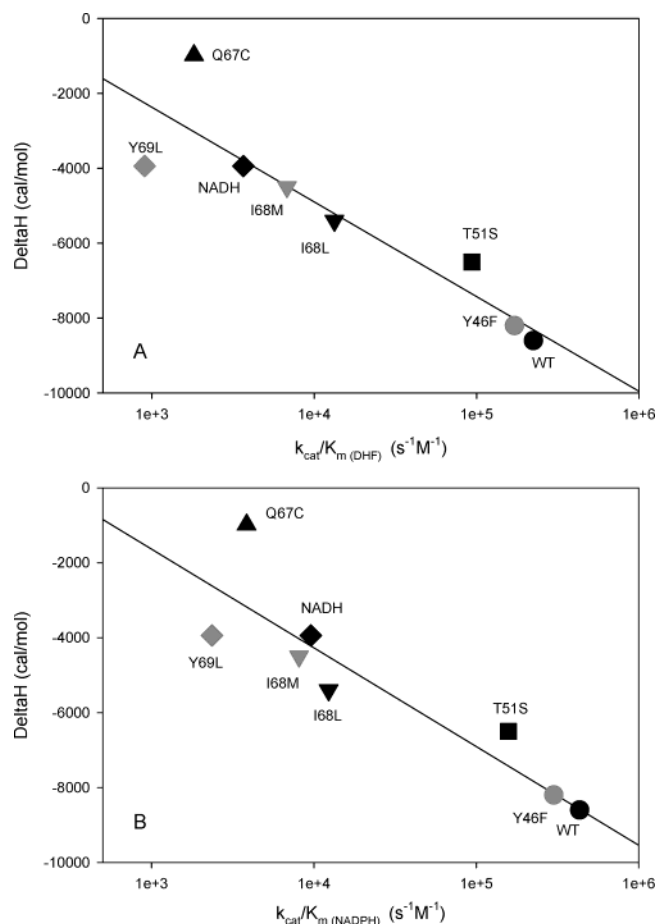 0
Q67C
-2000
Y69L
NADH
-4000
I68M
I68L
T51S
-6000
Y46F
-8000
WT
A
-10000
DeltaH (cal/mol)
1e+3 1e+4 1e+5 1e+6
kcat/Km (DHF) (s-1M-1)
0
Q67C
-2000
NADH
-4000
Y69L
I68M
I68L
T51S
-6000
-8000
Y46F
WT
B
-10000
DeltaH (cal/mol)
1e+3 1e+4 1e+5 1e+6
kcat/Km (NADPH) (s-1M-1)